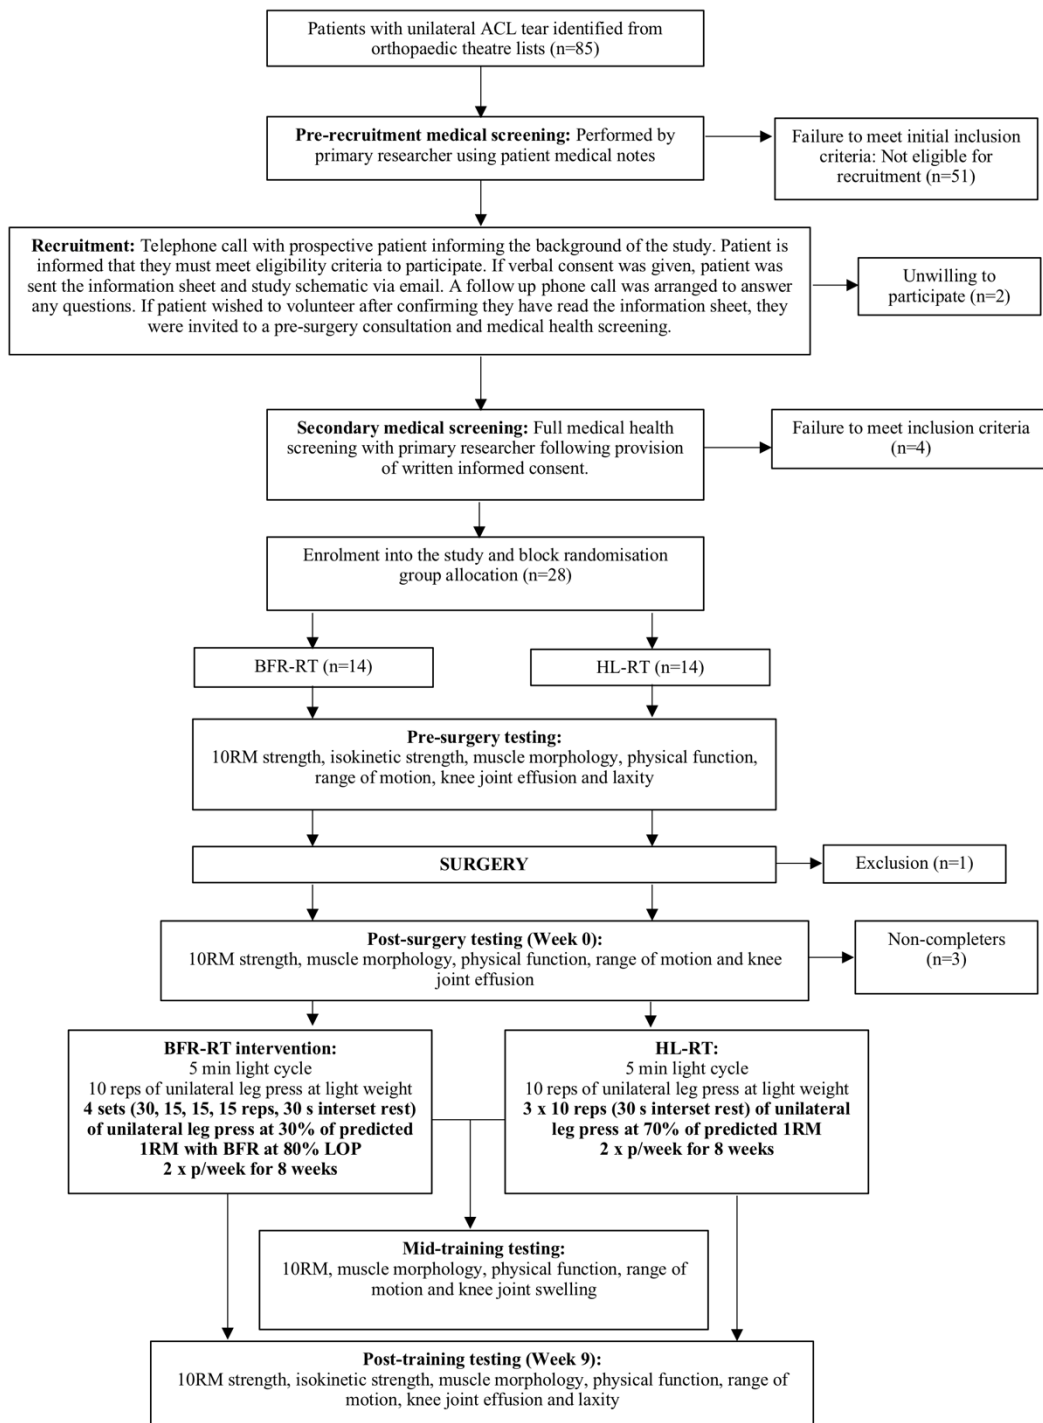 Patients with unilateral ACL tear identified from
orthopaedic theatre lists (n=85)
Pre-recruitment medical screening: Performed by
primary researcher using patient medical notes
Failure to meet initial inclusion
criteria: Not eligible for
recruitment (n=51)
Recruitment: Telephone call with prospective patient informing the background of the study. Patient is
informed that they must meet eligibility criteria to participate. If verbal consent was given, patient was
sent the information sheet and study schematic via email. A follow up phone call was arranged to answer
any questions. If patient wished to volunteer after confirming they have read the information sheet, they
were invited to a pre-surgery consultation and medical health screening.
Unwilling to
participate (n=2)
Secondary medical screening: Full medical health
screening with primary researcher following provision
of written informed consent.
Failure to meet inclusion criteria
(n=4)
Enrolment into the study and block randomisation
group allocation (n=28)
BFR-RT (n=14)
HL-RT (n=14)
Pre-surgery testing:
10RM strength, isokinetic strength, muscle morphology, physical function,
range of motion, knee joint effusion and laxity
SURGERY
Exclusion (n=1)
Post-surgery testing (Week 0):
10RM strength, muscle morphology, physical function, range of motion and knee
joint effusion
Non-completers
(n=3)
BFR-RT intervention:
5 min light cycle
10 reps of unilateral leg press at light weight
4 sets (30, 15, 15, 15 reps, 30 s interset rest)
of unilateral leg press at 30% of predicted
1RM with BFR at 80% LOP
2 x p/week for 8 weeks
HL-RT:
5 min light cycle
10 reps of unilateral leg press at light weight
3 x 10 reps (30 s interset rest) of unilateral
leg press at 70% of predicted 1RM
2 x p/week for 8 weeks
Mid-training testing:
10RM, muscle morphology, physical function, range of
motion and knee joint swelling
Post-training testing (Week 9):
10RM strength, isokinetic strength, muscle morphology, physical function, range of
motion, knee joint effusion and laxity